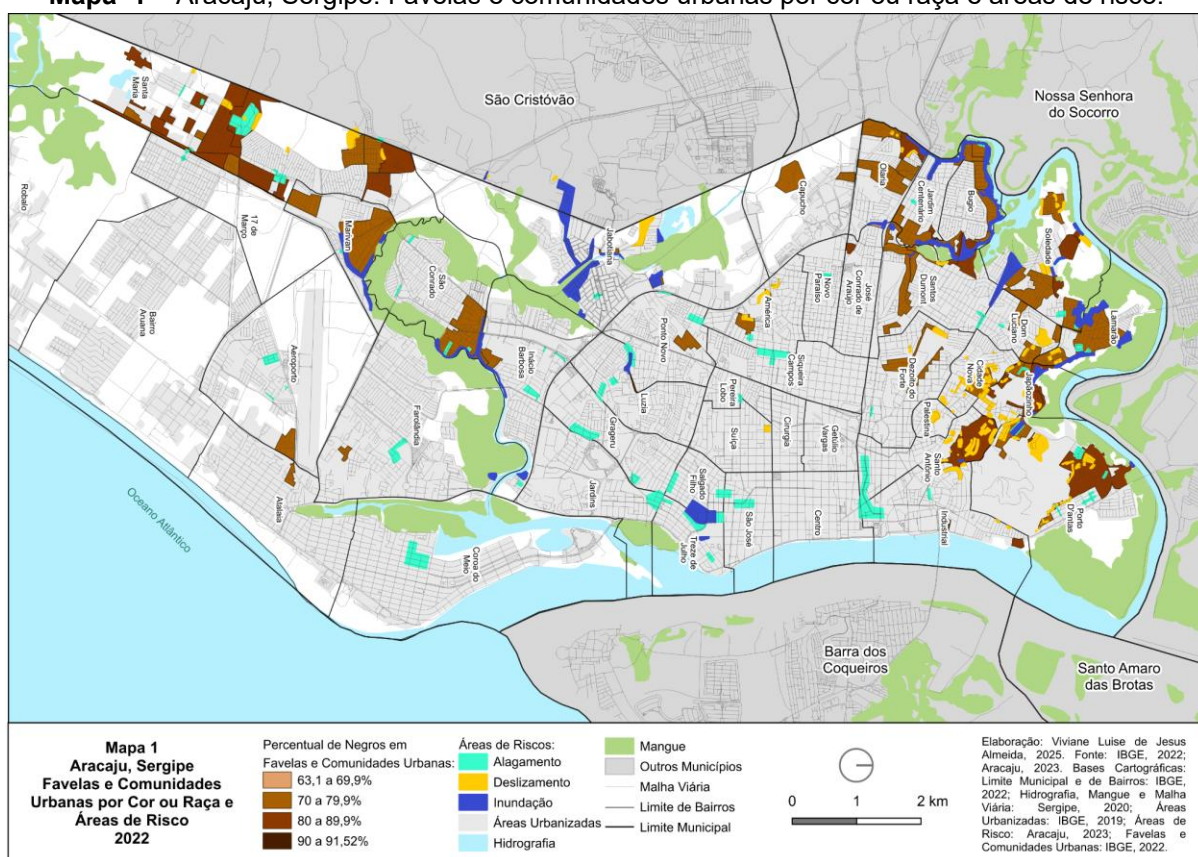 Mapa 1 – Aracaju, Sergipe. Favelas e comunidades urbanas por cor ou raça e áreas de risco.
São Cristóvão
Nossa Senhora
do Socorro
Santa
Maria
Robalo
17 de
Março
Marivan
São
Conrado
Jabotiana
Capucho
Olaria
Jardim
Centenário
Bugio
Soledade
Lamarão
Bairro
Aruana
Aeroporto
Farolândia
Inácio
Barbosa
Ponto Novo
América
Novo
Paraíso
José
Conrado de
Araújo
Santos
Dumont
Dom
Luciano
Siqueira
Campos
Dezoito do
Forte
Cidade
Nova
Japãozinho
Luzia
Pereira
Lobo
Palestina
Grageru
Suíça
Cirurgia
Getúlio
Vargas
Santo
Antônio
Porto
D'antas
Atalaia
Jardins
Salgado
Filho
São José
Centro
Industrial
Treze de
Julho
Coroa do
Meio
Oceano Atlântico
Barra dos
Coqueiros
Santo Amaro
das Brotas
Mapa 1
Aracaju, Sergipe
Favelas e Comunidades
Urbanas por Cor ou Raça e
Áreas de Risco
2022
Percentual de Negros em
Favelas e Comunidades Urbanas:
63,1 a 69,9%
70 a 79,9%
80 a 89,9%
90 a 91,52%
Áreas de Riscos:
Alagamento
Deslizamento
Inundação
Áreas Urbanizadas
Hidrografia
Mangue
Outros Municípios
Malha Viária
Limite de Bairros
Limite Municipal
0 1 2 km
Elaboração: Viviane Luise de Jesus
Almeida, 2025. Fonte: IBGE, 2022;
Aracaju, 2023. Bases Cartográficas:
Limite Municipal e de Bairros: IBGE,
2022; Hidrografia, Mangue e Malha
Viária: Sergipe, 2020; Áreas
Urbanizadas: IBGE, 2019; Áreas de
Risco: Aracaju, 2023; Favelas e
Comunidades Urbanas: IBGE, 2022.